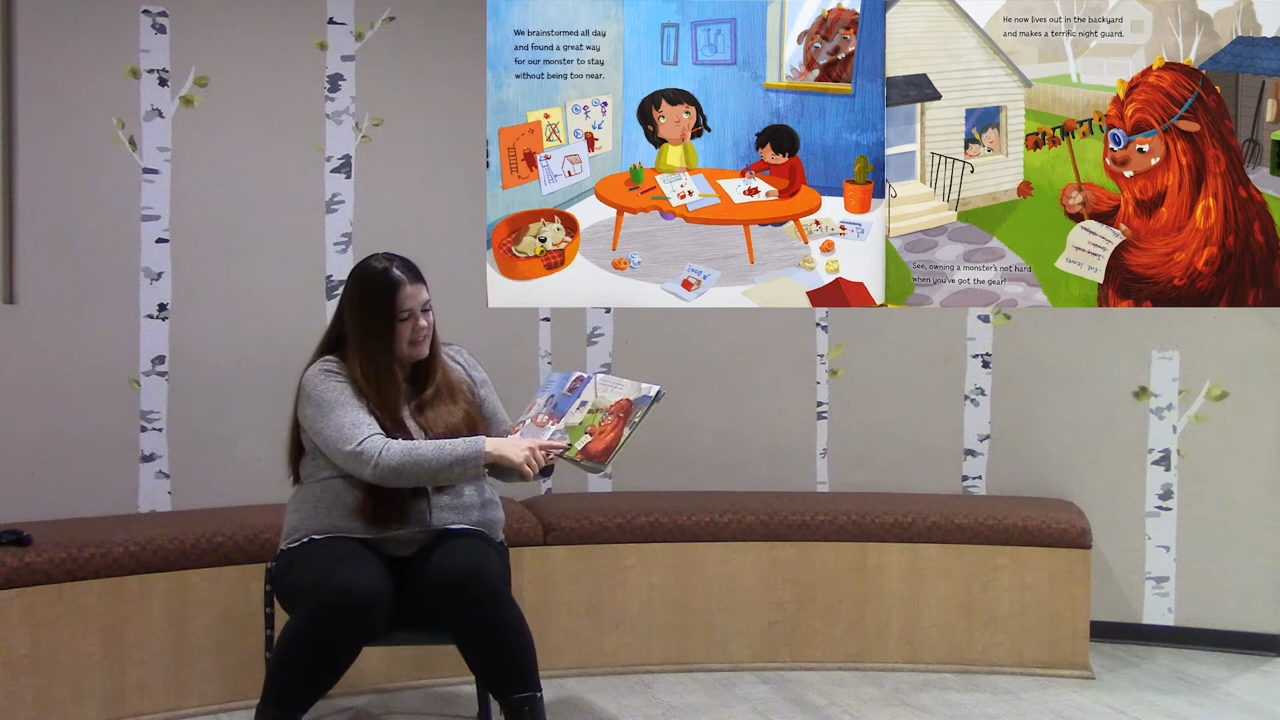 We brainstormed all day
and found a great way
for our monster to stay
without being too near.
He now lives out in the backyard
and makes a terrific night guard.
See, owning a monster's not hard
when you've got the gear!